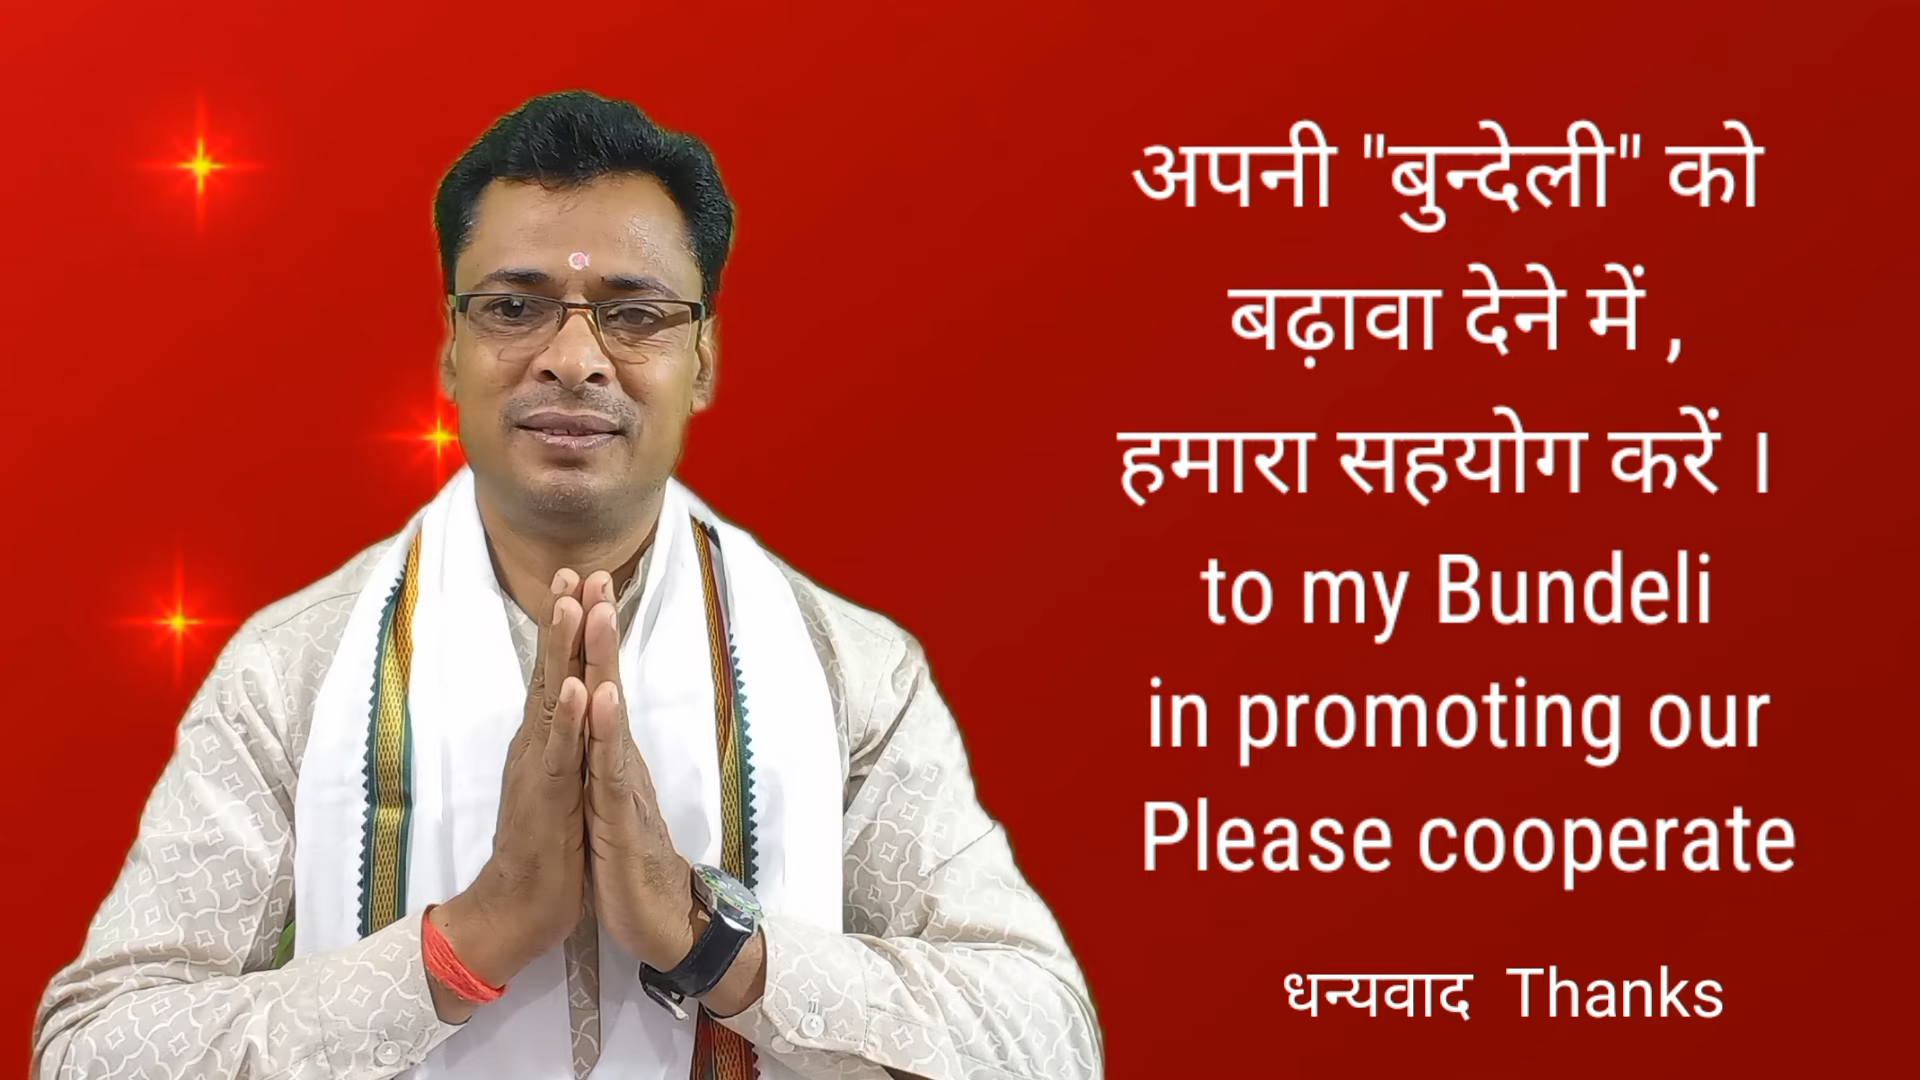 अपनी "बुन्देली" को
बढ़ावा देने में ,
हमारा सहयोग करें ।
to my Bundeli
in promoting our
Please cooperate
धन्यवाद Thanks